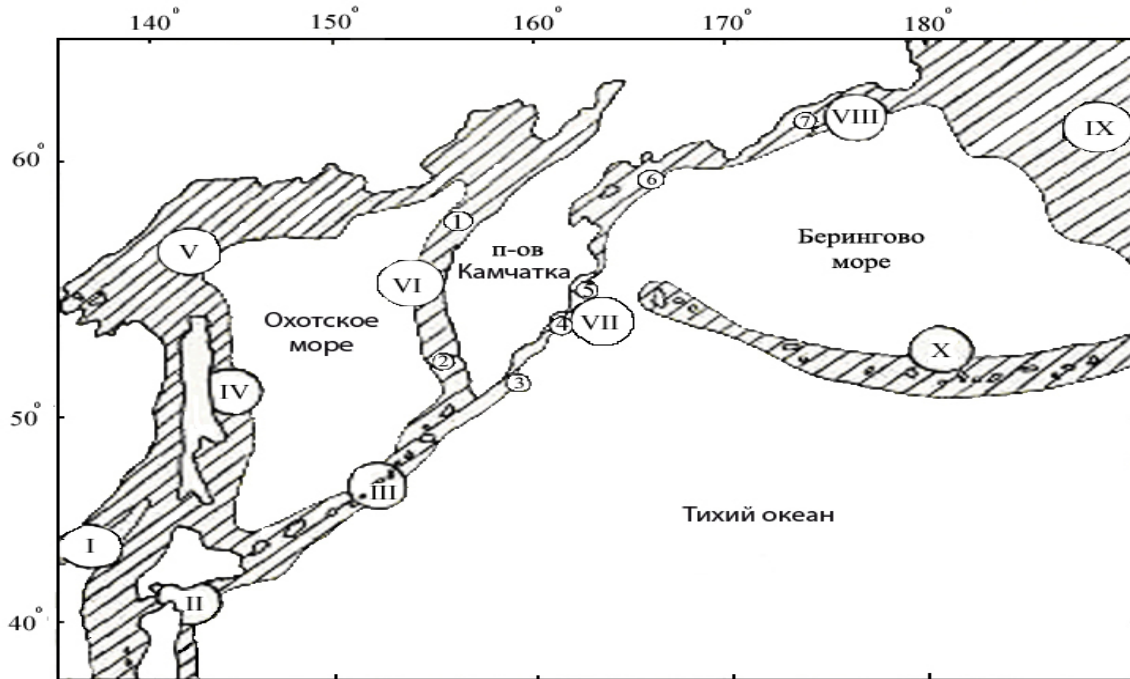 140° 150° 160° 170° 180°
60°
VIII
7
IX
6
1
V
п-ов
Камчатка
Берингово
море
VI
5
Охотское
море
4
VII
X
2
3
IV
50°
III
Тихий океан
I
II
40°